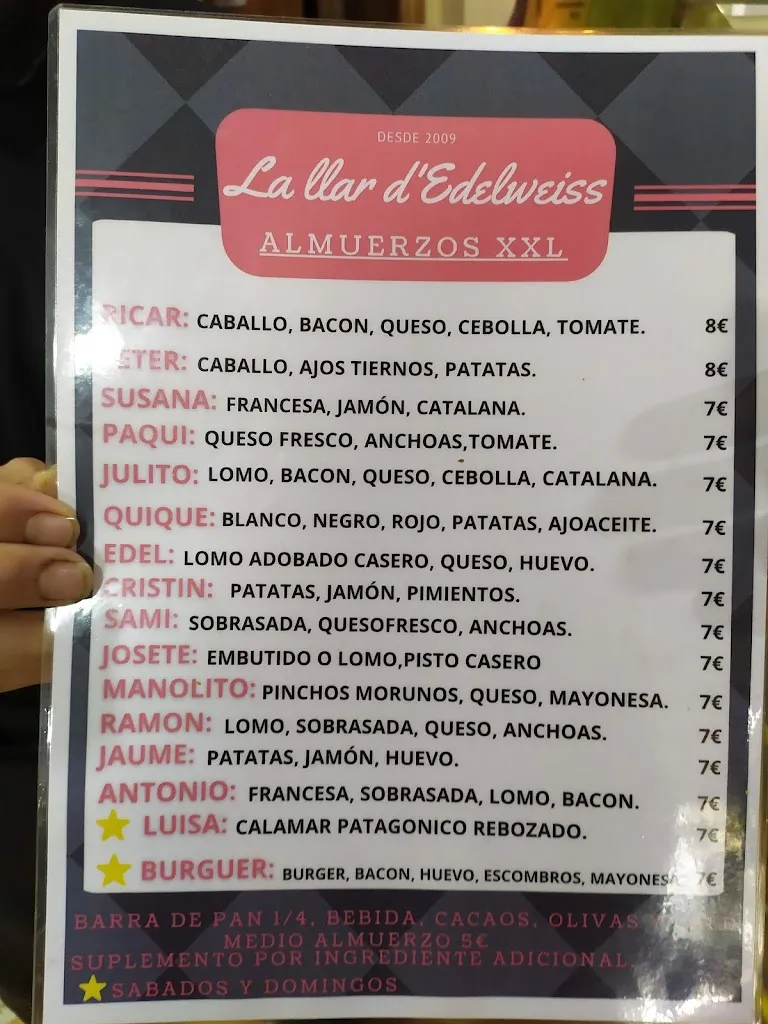 DESDE 2009
La llar d'Edelweiss
ALMUERZOS XXL
RICAR: CABALLO, BACON, QUESO, CEBOLLA, TOMATE. 8€
PETER: CABALLO, AJOS TIERNOS, PATATAS. 8€
SUSANA: FRANCESA, JAMÓN, CATALANA. 7€
PAQUI: QUESO FRESCO, ANCHOAS,TOMATE. 7€
JULITO: LOMO, BACON, QUESO, CEBOLLA, CATALANA. 7€
QUIQUE: BLANCO, NEGRO, ROJO, PATATAS, AJOACEITE. 7€
EDEL: LOMO ADOBADO CASERO, QUESO, HUEVO. 7€
CRISTIN: PATATAS, JAMÓN, PIMIENTOS. 7€
SAMI: SOBRASADA, QUESOFRESCO, ANCHOAS. 7€
JOSETE: EMBUTIDO O LOMO,PISTO CASERO 7€
MANOLITO: PINCHOS MORUNOS, QUESO, MAYONESA. 7€
RAMON: LOMO, SOBRASADA, QUESO, ANCHOAS. 7€
JAUME: PATATAS, JAMÓN, HUEVO. 7€
ANTONIO: FRANCESA, SOBRASADA, LOMO, BACON. 7€
LUISA: CALAMAR PATAGONICO REBOZADO. 7€
BURGUER: BURGER, BACON, HUEVO, ESCOMBROS, MAYONESA 7€
BARRA DE PAN 1/4, BEBIDA, CACAOS, OLIVAS Y
MEDIO ALMUERZO 5€
SUPLEMENTO POR INGREDIENTE ADICIONAL.
SABADOS Y DOMINGOS